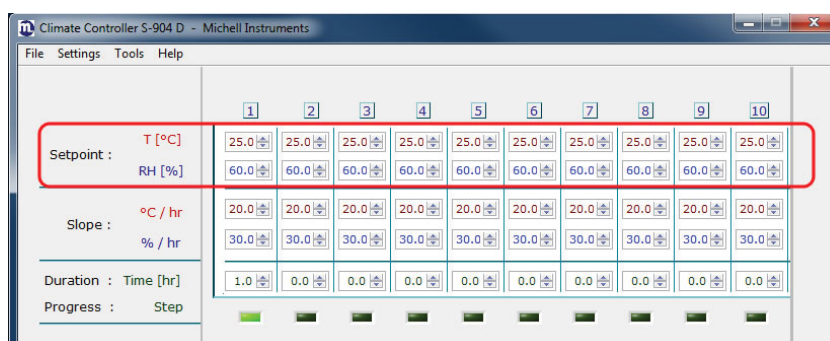 Climate Controller S-904 D - Michell Instruments
File Settings Tools Help
1 2 3 4 5 6 7 8 9 10
Setpoint :
T [°C] 25.0 25.0 25.0 25.0 25.0 25.0 25.0 25.0 25.0 25.0
RH [%] 60.0 60.0 60.0 60.0 60.0 60.0 60.0 60.0 60.0 60.0
Slope :
°C / hr 20.0 20.0 20.0 20.0 20.0 20.0 20.0 20.0 20.0 20.0
% / hr 30.0 30.0 30.0 30.0 30.0 30.0 30.0 30.0 30.0 30.0
Duration : Time [hr] 1.0 0.0 0.0 0.0 0.0 0.0 0.0 0.0 0.0 0.0
Progress : Step